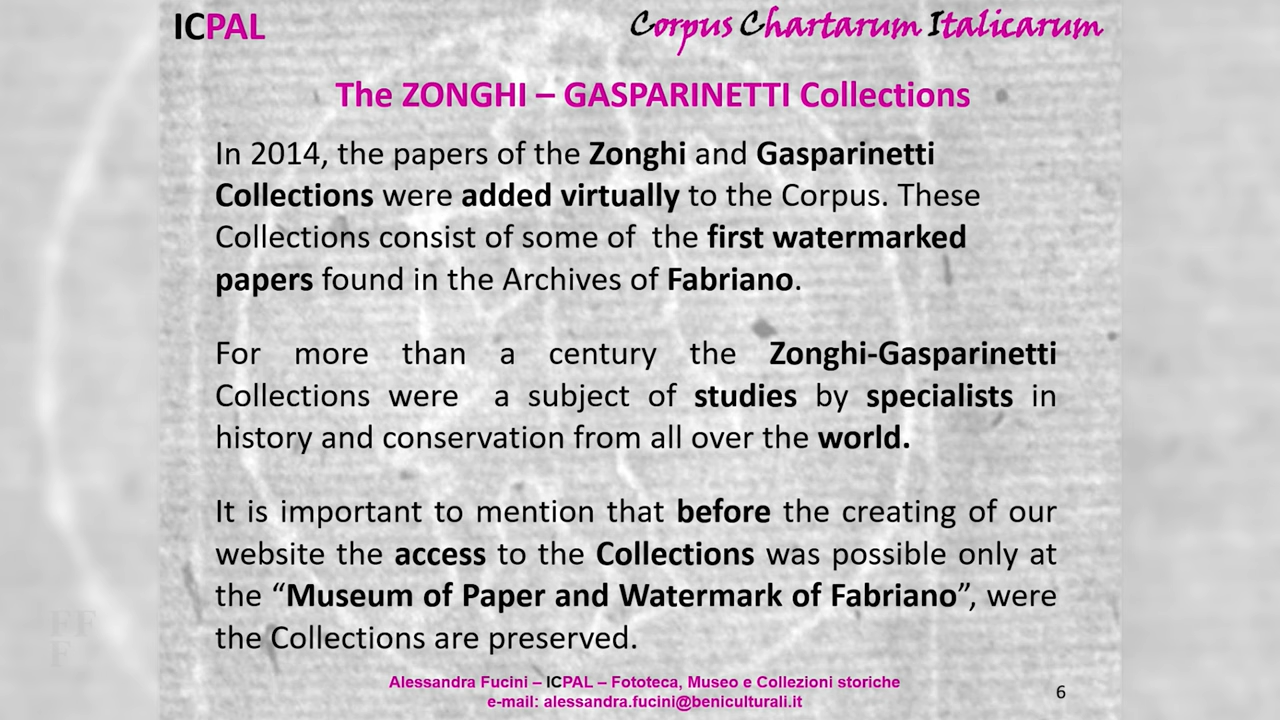 ICPAL
Corpus Chartarum Italicarum
The ZONGHI – GASPARINETTI Collections
In 2014, the papers of the Zonghi and Gasparinetti
Collections were added virtually to the Corpus. These
Collections consist of some of the first watermarked
papers found in the Archives of Fabriano.
For more than a century the Zonghi-Gasparinetti
Collections were a subject of studies by specialists in
history and conservation from all over the world.
It is important to mention that before the creating of our
website the access to the Collections was possible only at
the “Museum of Paper and Watermark of Fabriano”, were
the Collections are preserved.
FF
F
Alessandra Fucini – ICPAL – Fototeca, Museo e Collezioni storiche
e-mail: alessandra.fucini@beniculturali.it
6